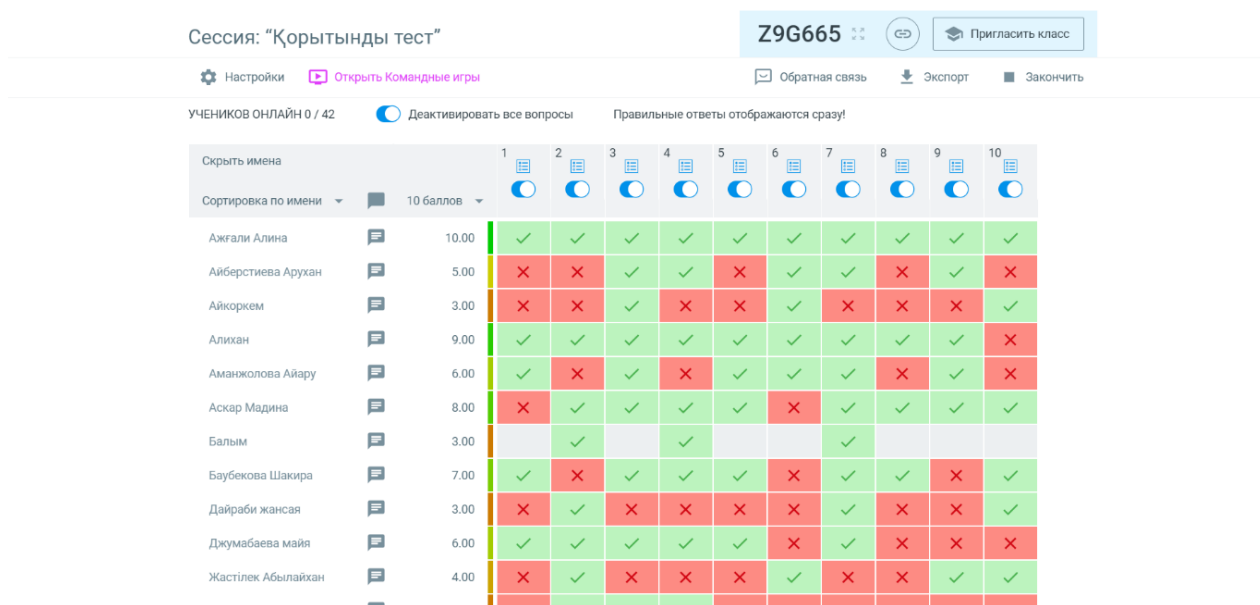 Сессия: “Қорытынды тест”
Z9G665
Пригласить класс
Настройки
Открыть Командные игры
Обратная связь
Экспорт
Закончить
УЧЕНИКОВ ОНЛАЙН 0 / 42
Деактивировать все вопросы
Правильные ответы отображаются сразу!
Скрыть имена
1 2 3 4 5 6 7 8 9 10
Сортировка по имени
10 баллов
Ажғали Алина 10.00
Айберстиева Арухан 5.00
Айкоркем 3.00
Алихан 9.00
Аманжолова Айару 6.00
Аскар Мадина 8.00
Балым 3.00
Баубекова Шакира 7.00
Дайраби жансая 3.00
Джумабаева майя 6.00
Жастілек Абылайхан 4.00